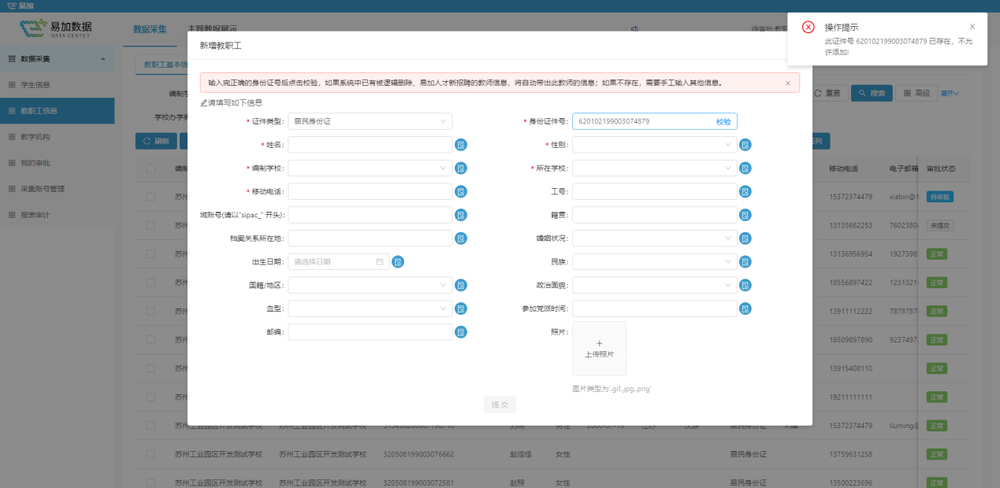 易加
易加数据
DATA CENTER
数据采集
主题数据展示
操作提示
此证件号 620102199003074879 已存在，不允
许添加!
数据采集
学生信息
教职工信息
教学机构
我的审批
采集账号管理
报表审计
教职工基本信
新增教职工
输入完正确的身份证号后点击校验，如果系统中已有被逻辑删除、易加人才新招聘的教师信息，将自动带出此教师的信息；如果不存在，需要手工输入其他信息。
重置
搜索
高级
展开
学校办学类
刷新
请填写如下信息
* 证件类型:
居民身份证
* 身份证件号:
620102199003074879
校验
* 姓名:
* 性别:
* 编制学校:
* 所在学校:
* 移动电话:
工号:
域账号(请以“sipac_” 开头):
籍贯:
档案关系所在地:
婚姻状况:
出生日期:
请选择日期
民族:
国籍/地区:
政治面貌:
血型:
参加党派时间:
邮编:
照片:
+
上传照片
图片类型为'.gif,.jpg,.png'
提 交
移动电话
电子邮箱
审批状态
15372374479
xiabin@1
待审批
13135662253
7602380
未提交
13136956954
1927398
正常
18556897422
1231321
正常
13911112222
7878787
正常
18509897890
9237497
正常
13915408110
正常
19211111111
正常
苏州工业园区开发测试学校
苏州工业园区开发测试学校
居民身份证
15372374479
liuming@
正常
苏州工业园区开发测试学校
苏州工业园区开发测试学校
320508199003076662
赵佳佳
女性
居民身份证
13759631258
正常
苏州工业园区开发测试学校
苏州工业园区开发测试学校
320508199003072581
赵照
女性
居民身份证
13500223696
正常